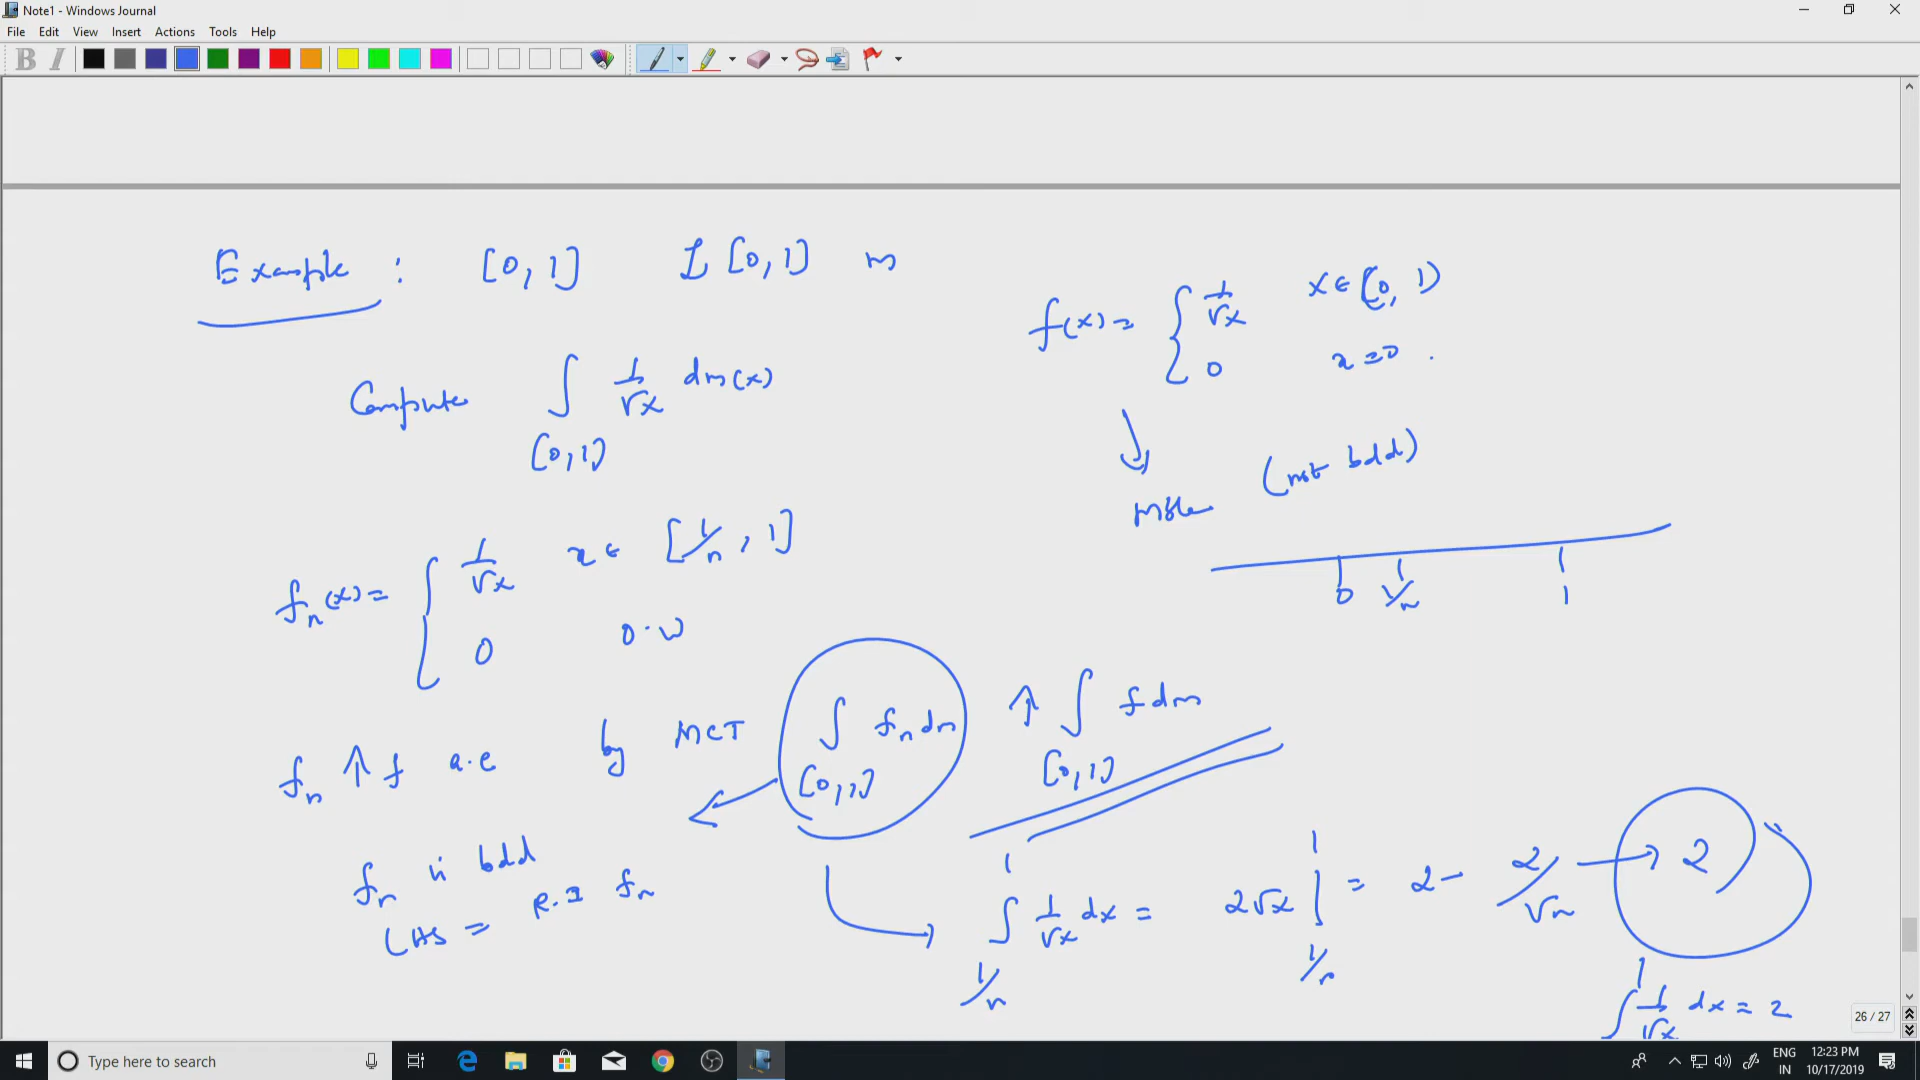 Note1 - Windows Journal
File Edit View Insert Actions Tools Help
B I
Example : [0, 1] L [0, 1] m
f(x) = { 1/√x x ∈ (0, 1)
0 x = 0 .
Compute ∫ 1/√x dm(x)
[0, 1]
↓
Mble (not bdd)
0 1/n 1
fn(x) = { 1/√x x ∈ [1/n, 1]
0 0.w
fn ↑ f a.e by MCT ∫ fn dm ↑ ∫ f dm
[0, 1] [0, 1]
fn is bdd
LHS = R.I fn
∫ 1/n 1 1/√x dx = 2√x | 1/n 1 = 2 - 2/√n → 2
∫ 1 1/√x dx = 2
26 / 27
Type here to search
ENG
IN
12:23 PM
10/17/2019